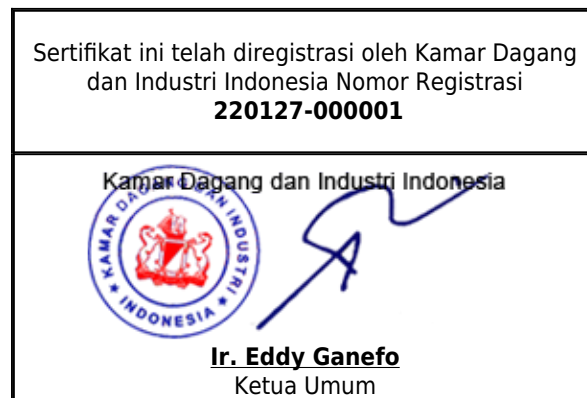 Sertifikat ini telah diregistrasi oleh Kamar Dagang
dan Industri Indonesia Nomor Registrasi
220127-000001
Kamar Dagang dan Industri Indonesia
KAMAR DAGANG DAN INDUSTRI
INDONESIA
Ir. Eddy Ganefo
Ketua Umum